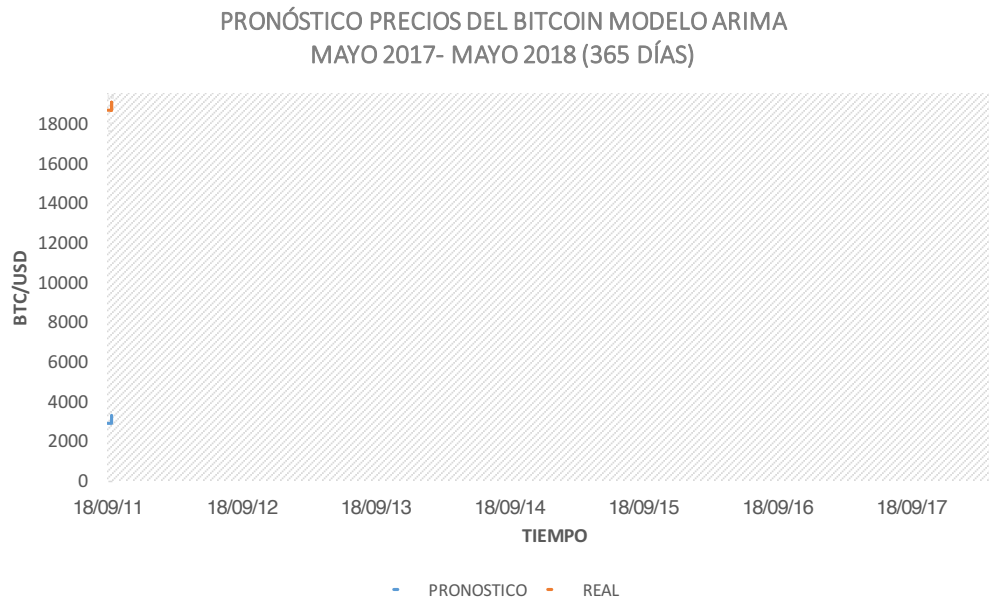 PRONÓSTICO PRECIOS DEL BITCOIN MODELO ARIMA
MAYO 2017- MAYO 2018 (365 DÍAS)
18000
16000
14000
12000
10000
8000
6000
4000
2000
0
BTC/USD
18/09/11 18/09/12 18/09/13 18/09/14 18/09/15 18/09/16 18/09/17
TIEMPO
PRONOSTICO REAL